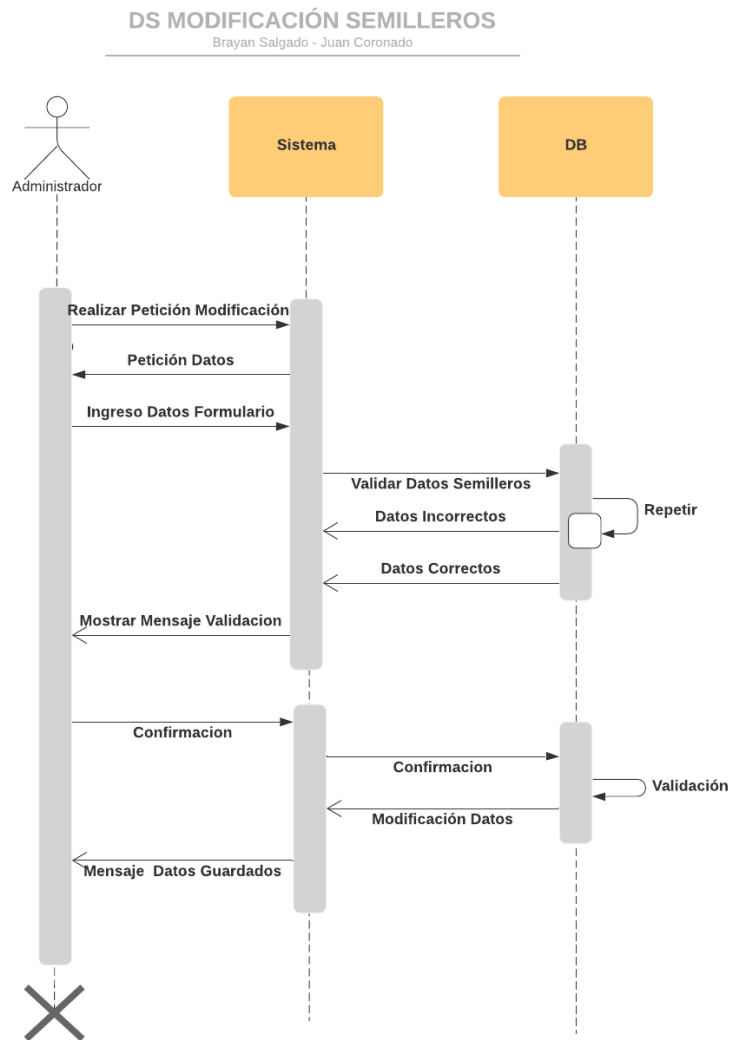 DS MODIFICACIÓN SEMILLEROS
Brayan Salgado - Juan Coronado
Sistema
DB
Administrador
Realizar Petición Modificación
Petición Datos
Ingreso Datos Formulario
Validar Datos Semilleros
Repetir
Datos Incorrectos
Datos Correctos
Mostrar Mensaje Validacion
Confirmacion
Confirmacion
Validación
Modificación Datos
Mensaje  Datos Guardados